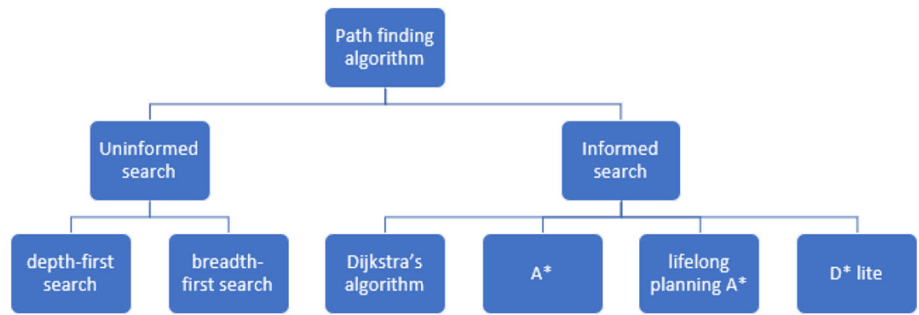 Path finding
algorithm
Uninformed
search
Informed
search
depth-first
search
breadth-
first search
Dijkstra’s
algorithm
A*
lifelong
planning A*
D* lite